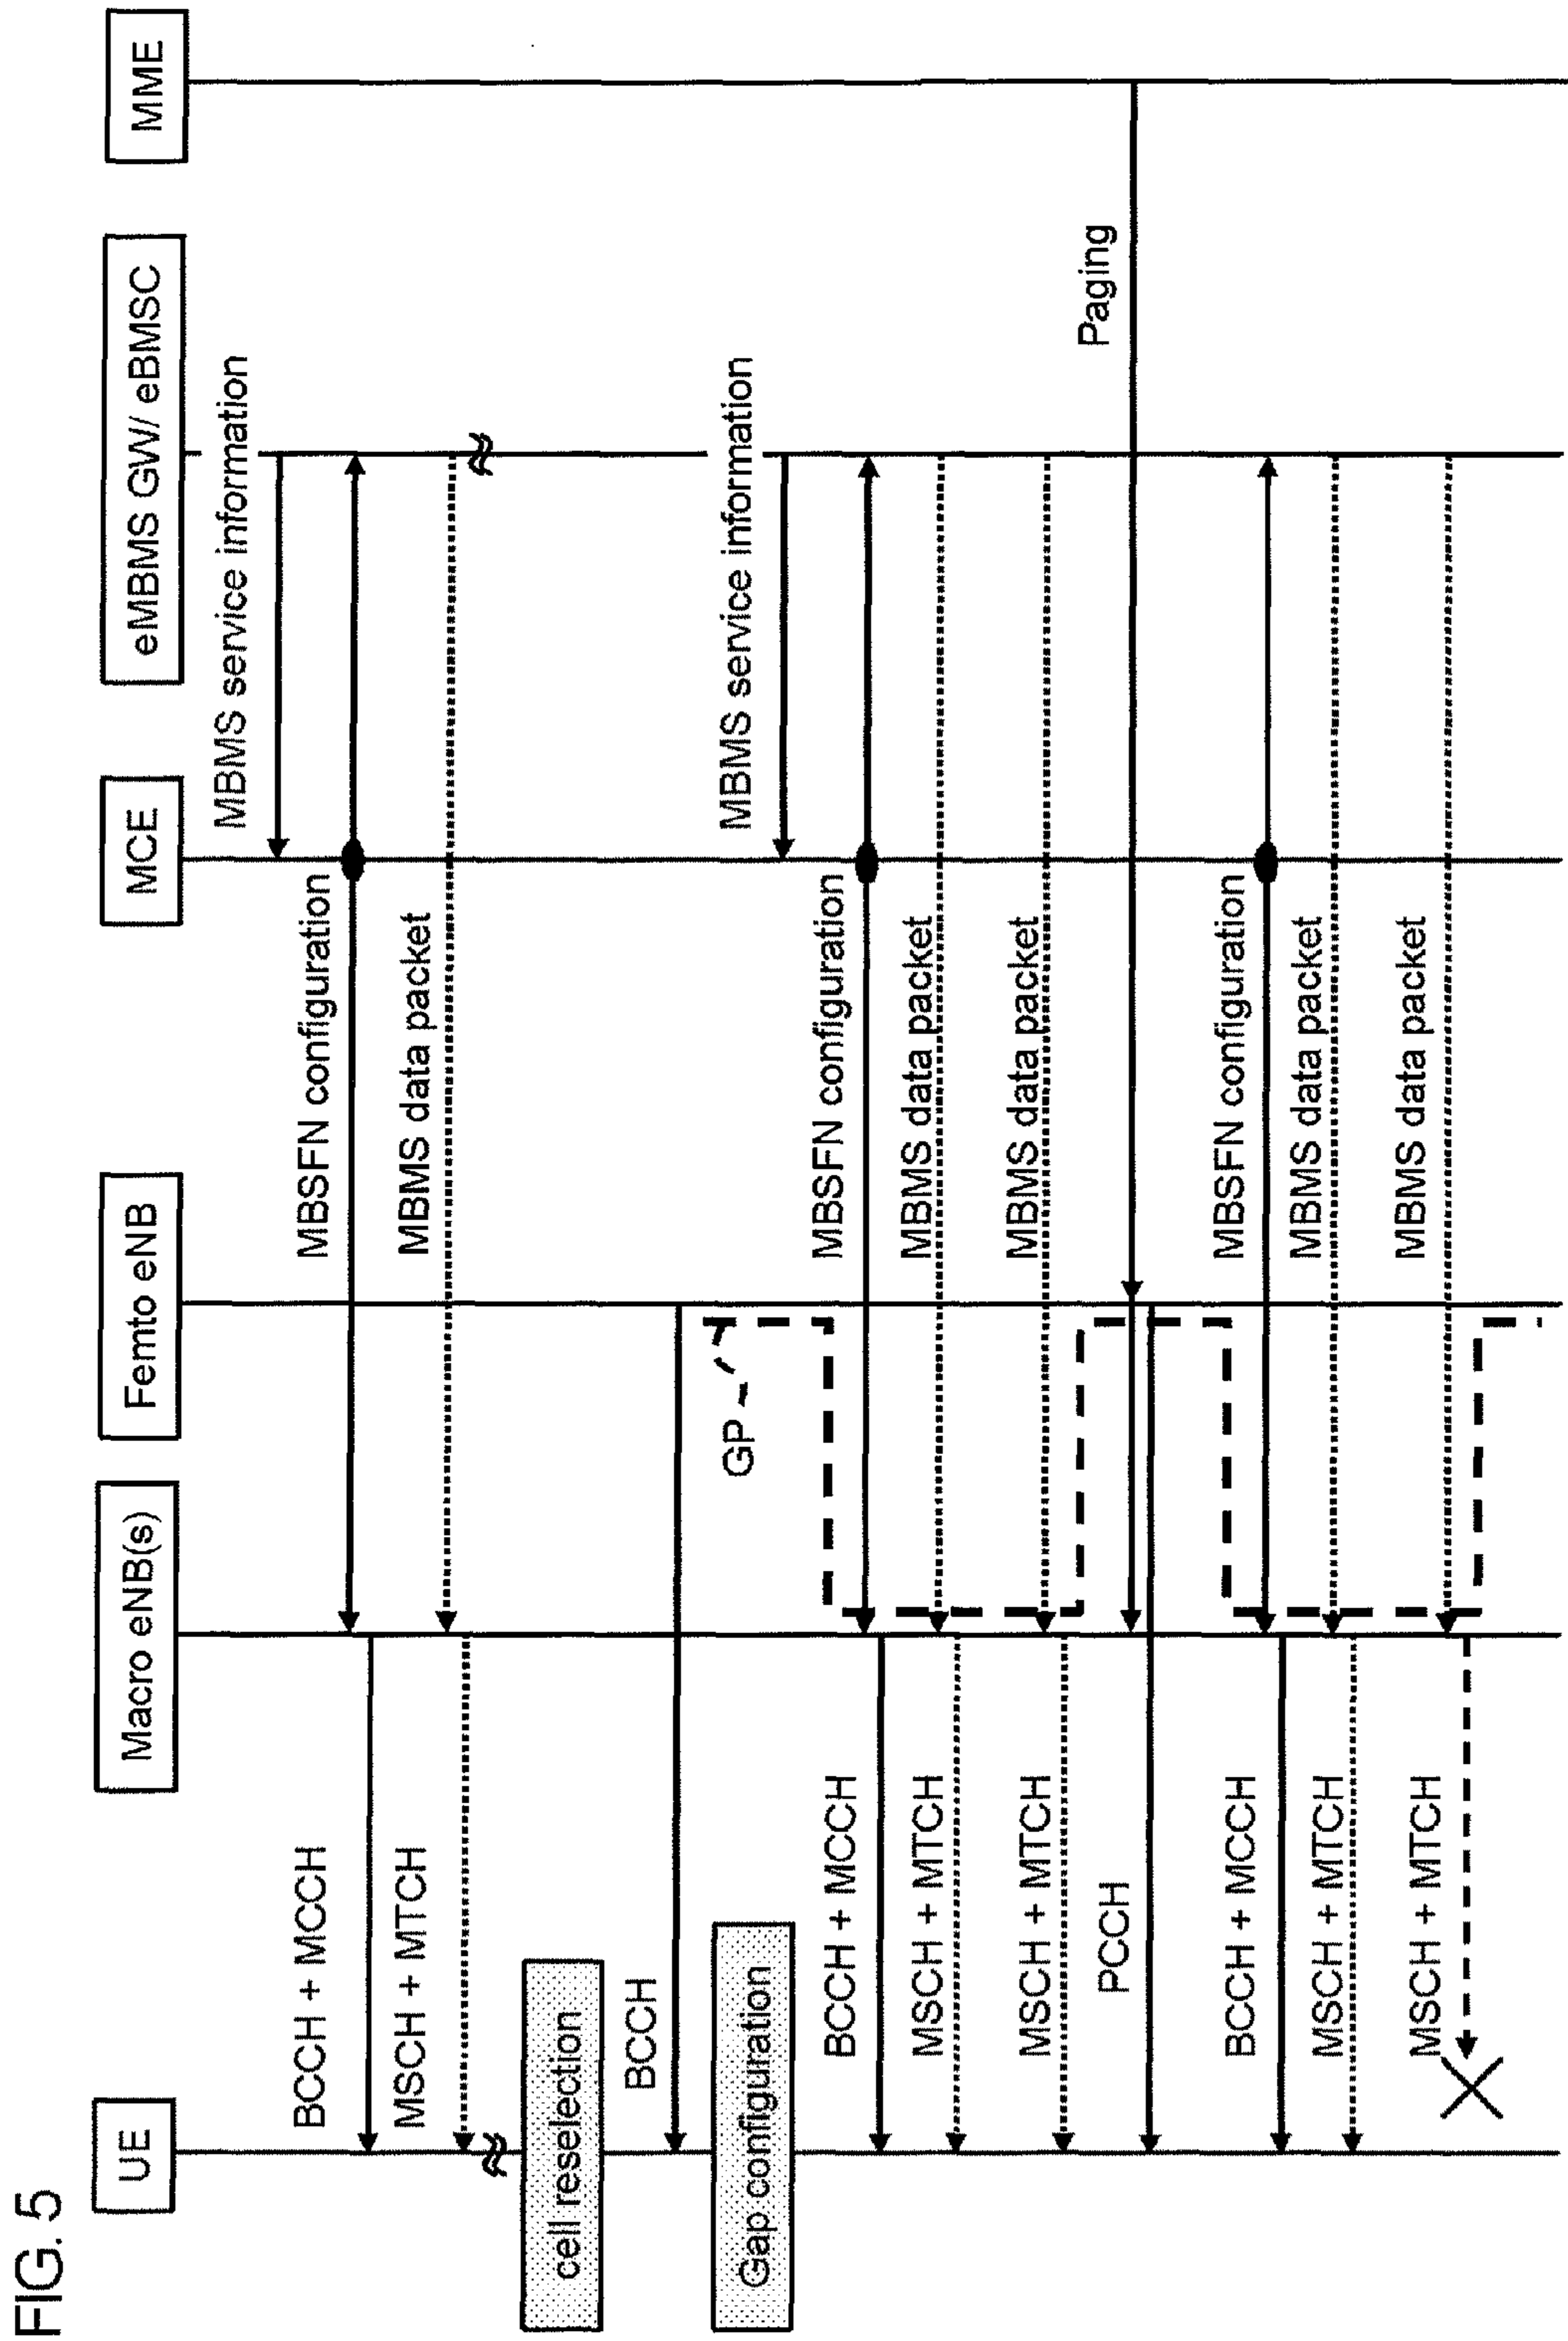 FIG. 5
UE
Macro eNB(s)
Femto eNB
MCE
eMBMS GW/ eBMSC
MME
MBMS service information
MBSFN configuration
BCCH + MCCH
MBMS data packet
MSCH + MTCH
cell reselection
BCCH
Gap configuration
GP
MBMS service information
MBSFN configuration
BCCH + MCCH
MBMS data packet
MSCH + MTCH
MBMS data packet
MSCH + MTCH
Paging
PCCH
MBSFN configuration
BCCH + MCCH
MBMS data packet
MSCH + MTCH
MBMS data packet
MSCH + MTCH